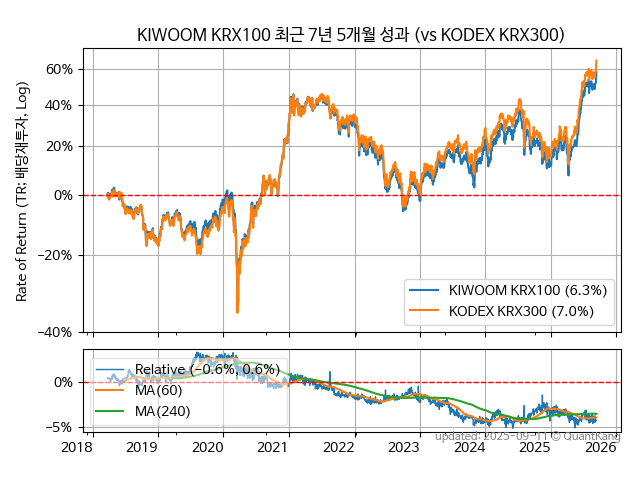 KIWOOM KRX100 최근 7년 5개월 성과 (vs KODEX KRX300)
Rate of Return (TR: 배당재투자, Log)
60%
40%
20%
0%
−20%
−40%
KIWOOM KRX100 (6.3%)
KODEX KRX300 (7.0%)
0%
−5%
Relative (−0.6%, 0.6%)
MA(60)
MA(240)
2018 2019 2020 2021 2022 2023 2024 2025 2026
updated: 2025-09-11 © QuantKang